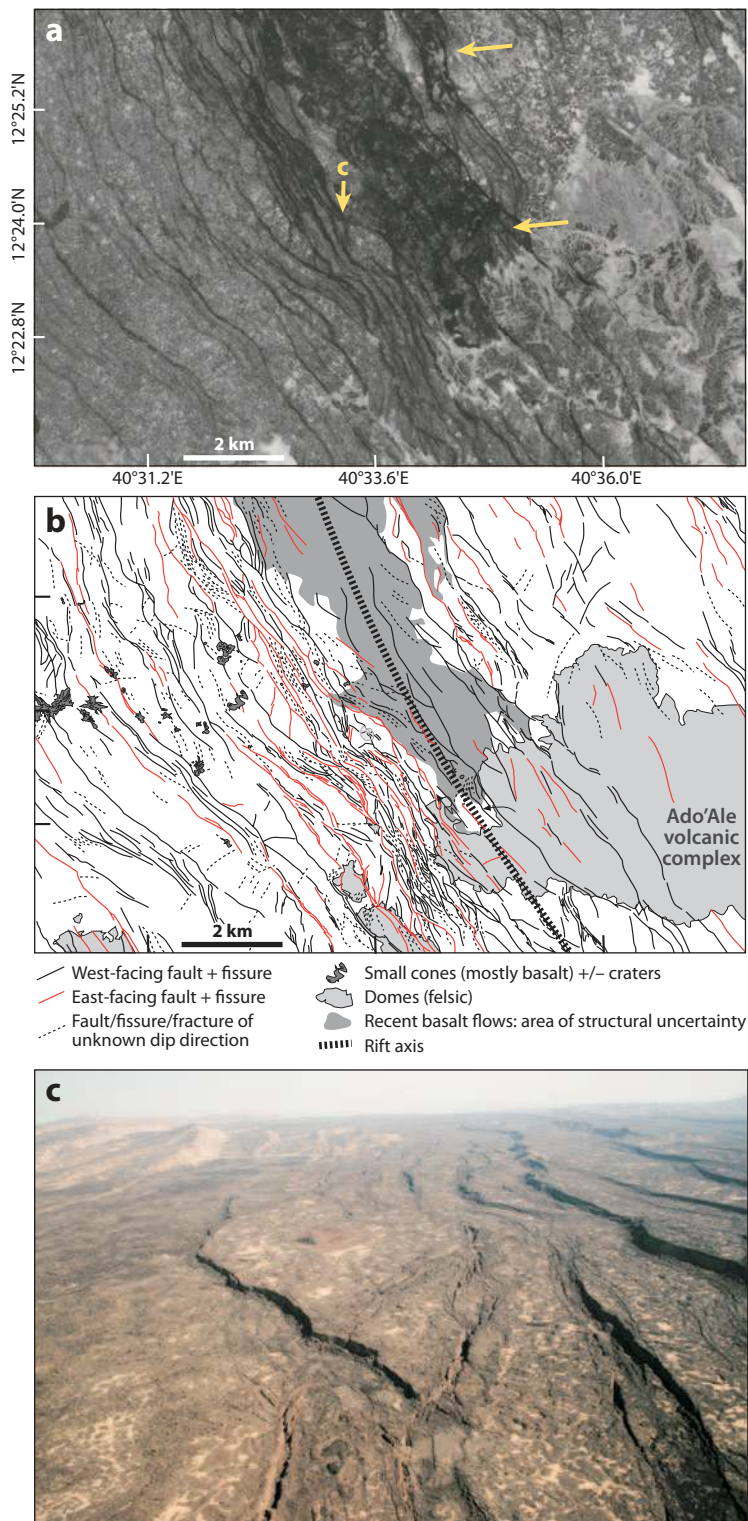 a
12°25.2'N
12°24.0'N
12°22.8'N
c
2 km
40°31.2'E
40°33.6'E
40°36.0'E
b
Ado'Ale
volcanic
complex
2 km
West-facing fault + fissure
East-facing fault + fissure
Fault/fissure/fracture of
unknown dip direction
Small cones (mostly basalt) +/– craters
Domes (felsic)
Recent basalt flows: area of structural uncertainty
Rift axis
c